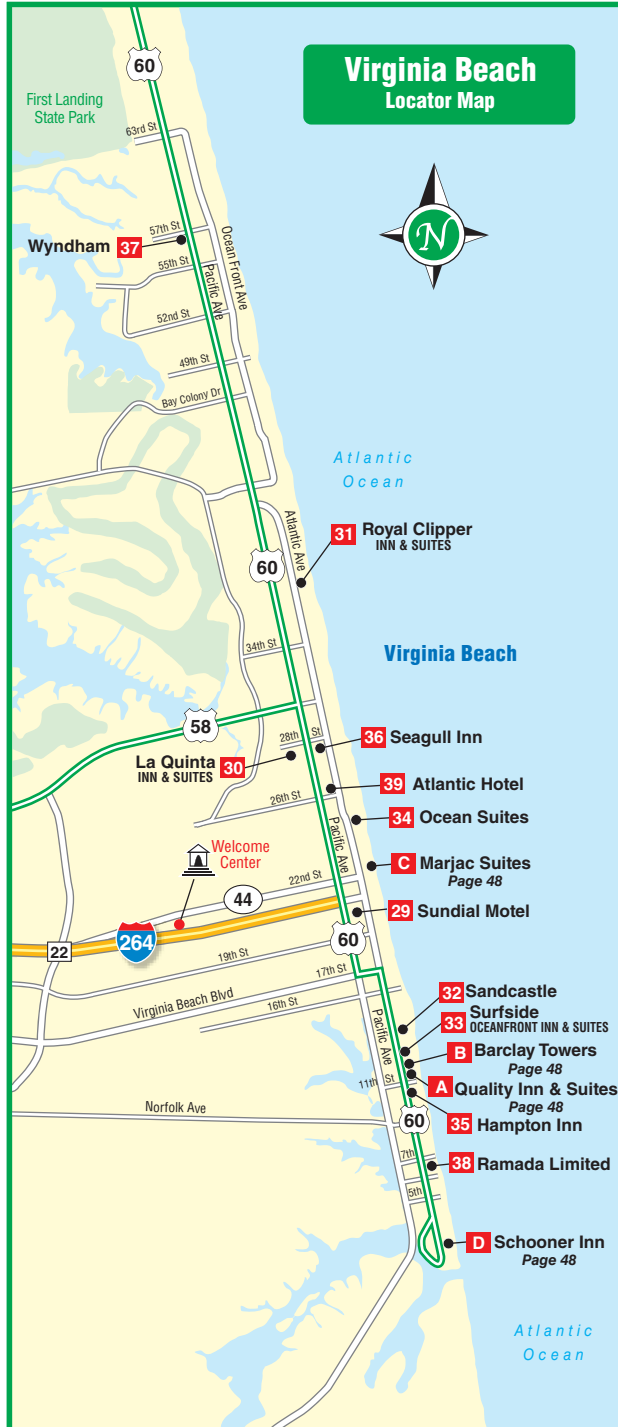 Virginia Beach
Locator Map
60
First Landing
State Park
63rd St
N
57th St
Wyndham 37
Ocean Front Ave
55th St
Pacific Ave
52nd St
49th St
Bay Colony Dr
Atlantic
Ocean
31 Royal Clipper
INN & SUITES
Atlantic Ave
60
34th St
Virginia Beach
58
28th St
36 Seagull Inn
La Quinta
INN & SUITES
30
39 Atlantic Hotel
26th St
34 Ocean Suites
Pacific Ave
Welcome
Center
C Marjac Suites
Page 48
22nd St
44
29 Sundial Motel
264
22
60
19th St
17th St
32 Sandcastle
Virginia Beach Blvd
16th St
33 Surfside
OCEANFRONT INN & SUITES
Pacific Ave
B Barclay Towers
Page 48
11th St
A Quality Inn & Suites
Page 48
Norfolk Ave
60
35 Hampton Inn
7th
38 Ramada Limited
5th
D Schooner Inn
Page 48
Atlantic
Ocean